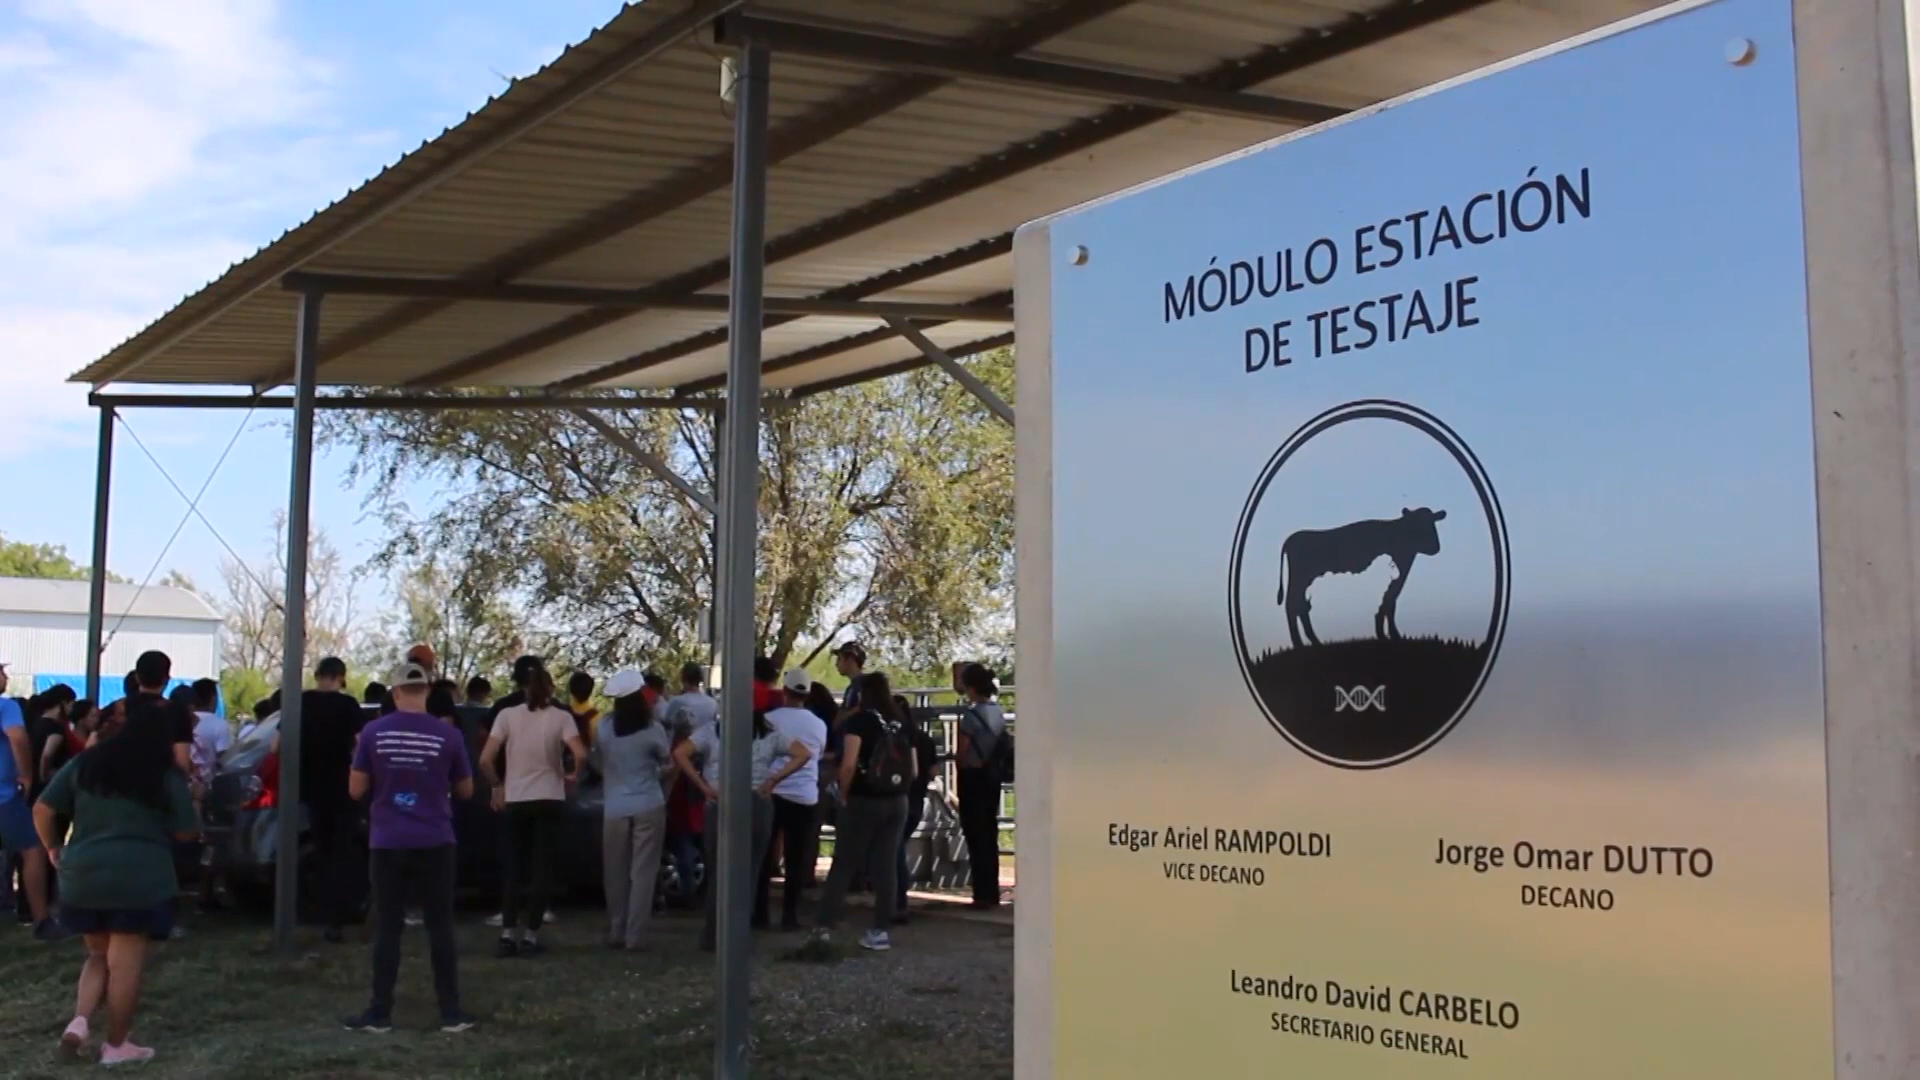 MÓDULO ESTACIÓN
DE TESTAJE
Edgar Ariel RAMPOLDI
VICE DECANO
Jorge Omar DUTTO
DECANO
Leandro David CARBELO
SECRETARIO GENERAL